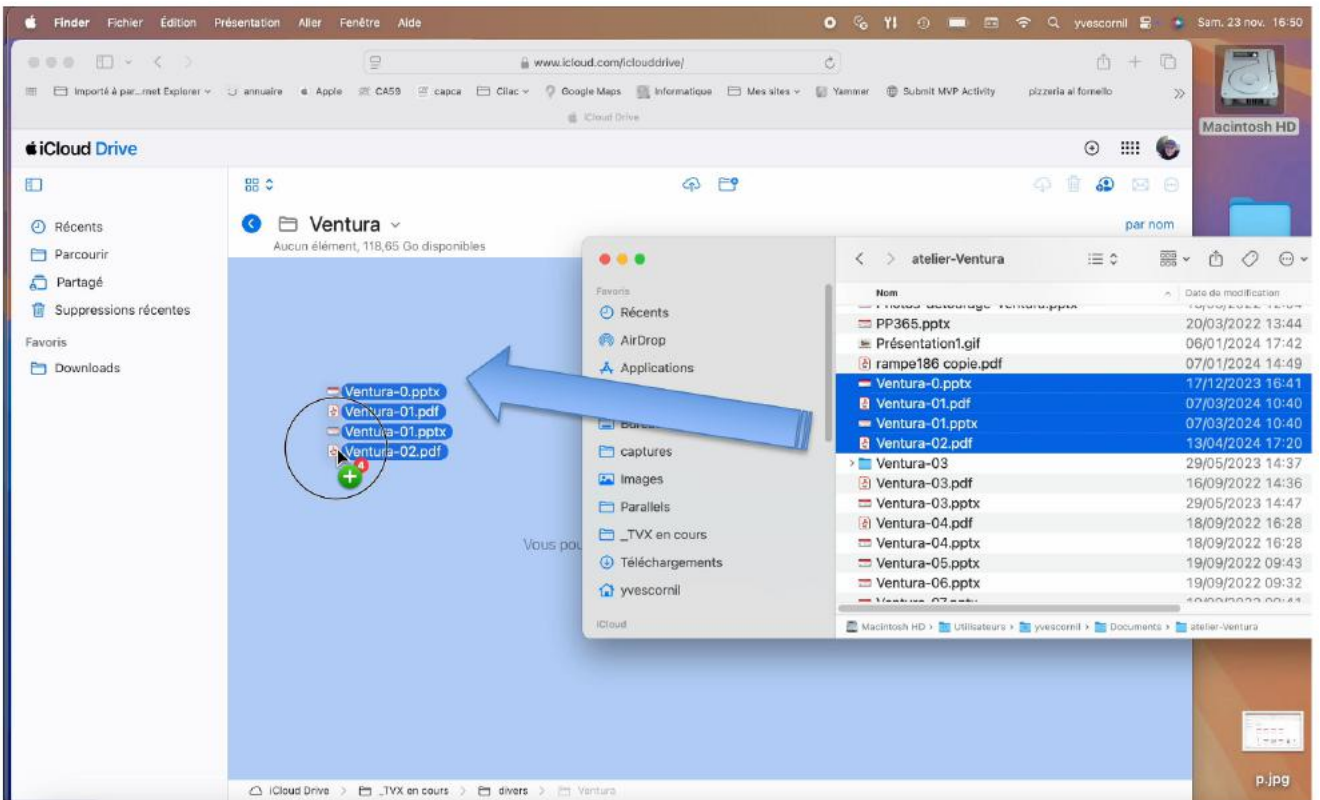 Finder Fichier Édition Présentation Aller Fenêtre Aide yvescornil Sam. 23 nov. 16:50
www.icloud.com/iclouddrive/
Importé à par...rnet Explorer annuaire Apple CA59 capca Cilac Google Maps Informatique Mes sites Yammer Submit MVP Activity pizzeria al fornello
iCloud Drive
Macintosh HD
iCloud Drive
Récents
Parcourir
Partagé
Suppressions récentes
Favoris
Downloads
Ventura
par nom
Aucun élément, 118,65 Go disponibles
Ventura-0.pptx
Ventura-01.pdf
Ventura-01.pptx
Ventura-02.pdf
4
Vous pou
Favoris
Récents
AirDrop
Applications
captures
Images
Parallels
_TVX en cours
Téléchargements
yvescornil
iCloud
atelier-Ventura
Nom Date de modification
PP365.pptx 20/03/2022 13:44
Présentation1.gif 06/01/2024 17:42
rampe186 copie.pdf 07/01/2024 14:49
Ventura-0.pptx 17/12/2023 16:41
Ventura-01.pdf 07/03/2024 10:40
Ventura-01.pptx 07/03/2024 10:40
Ventura-02.pdf 13/04/2024 17:20
Ventura-03 29/05/2023 14:37
Ventura-03.pdf 16/09/2022 14:36
Ventura-03.pptx 29/05/2023 14:47
Ventura-04.pdf 18/09/2022 16:28
Ventura-04.pptx 18/09/2022 16:28
Ventura-05.pptx 19/09/2022 09:43
Ventura-06.pptx 19/09/2022 09:32
Macintosh HD › Utilisateurs › yvescornil › Documents › atelier-Ventura
p.jpg
iCloud Drive > _TVX en cours > divers > Ventura